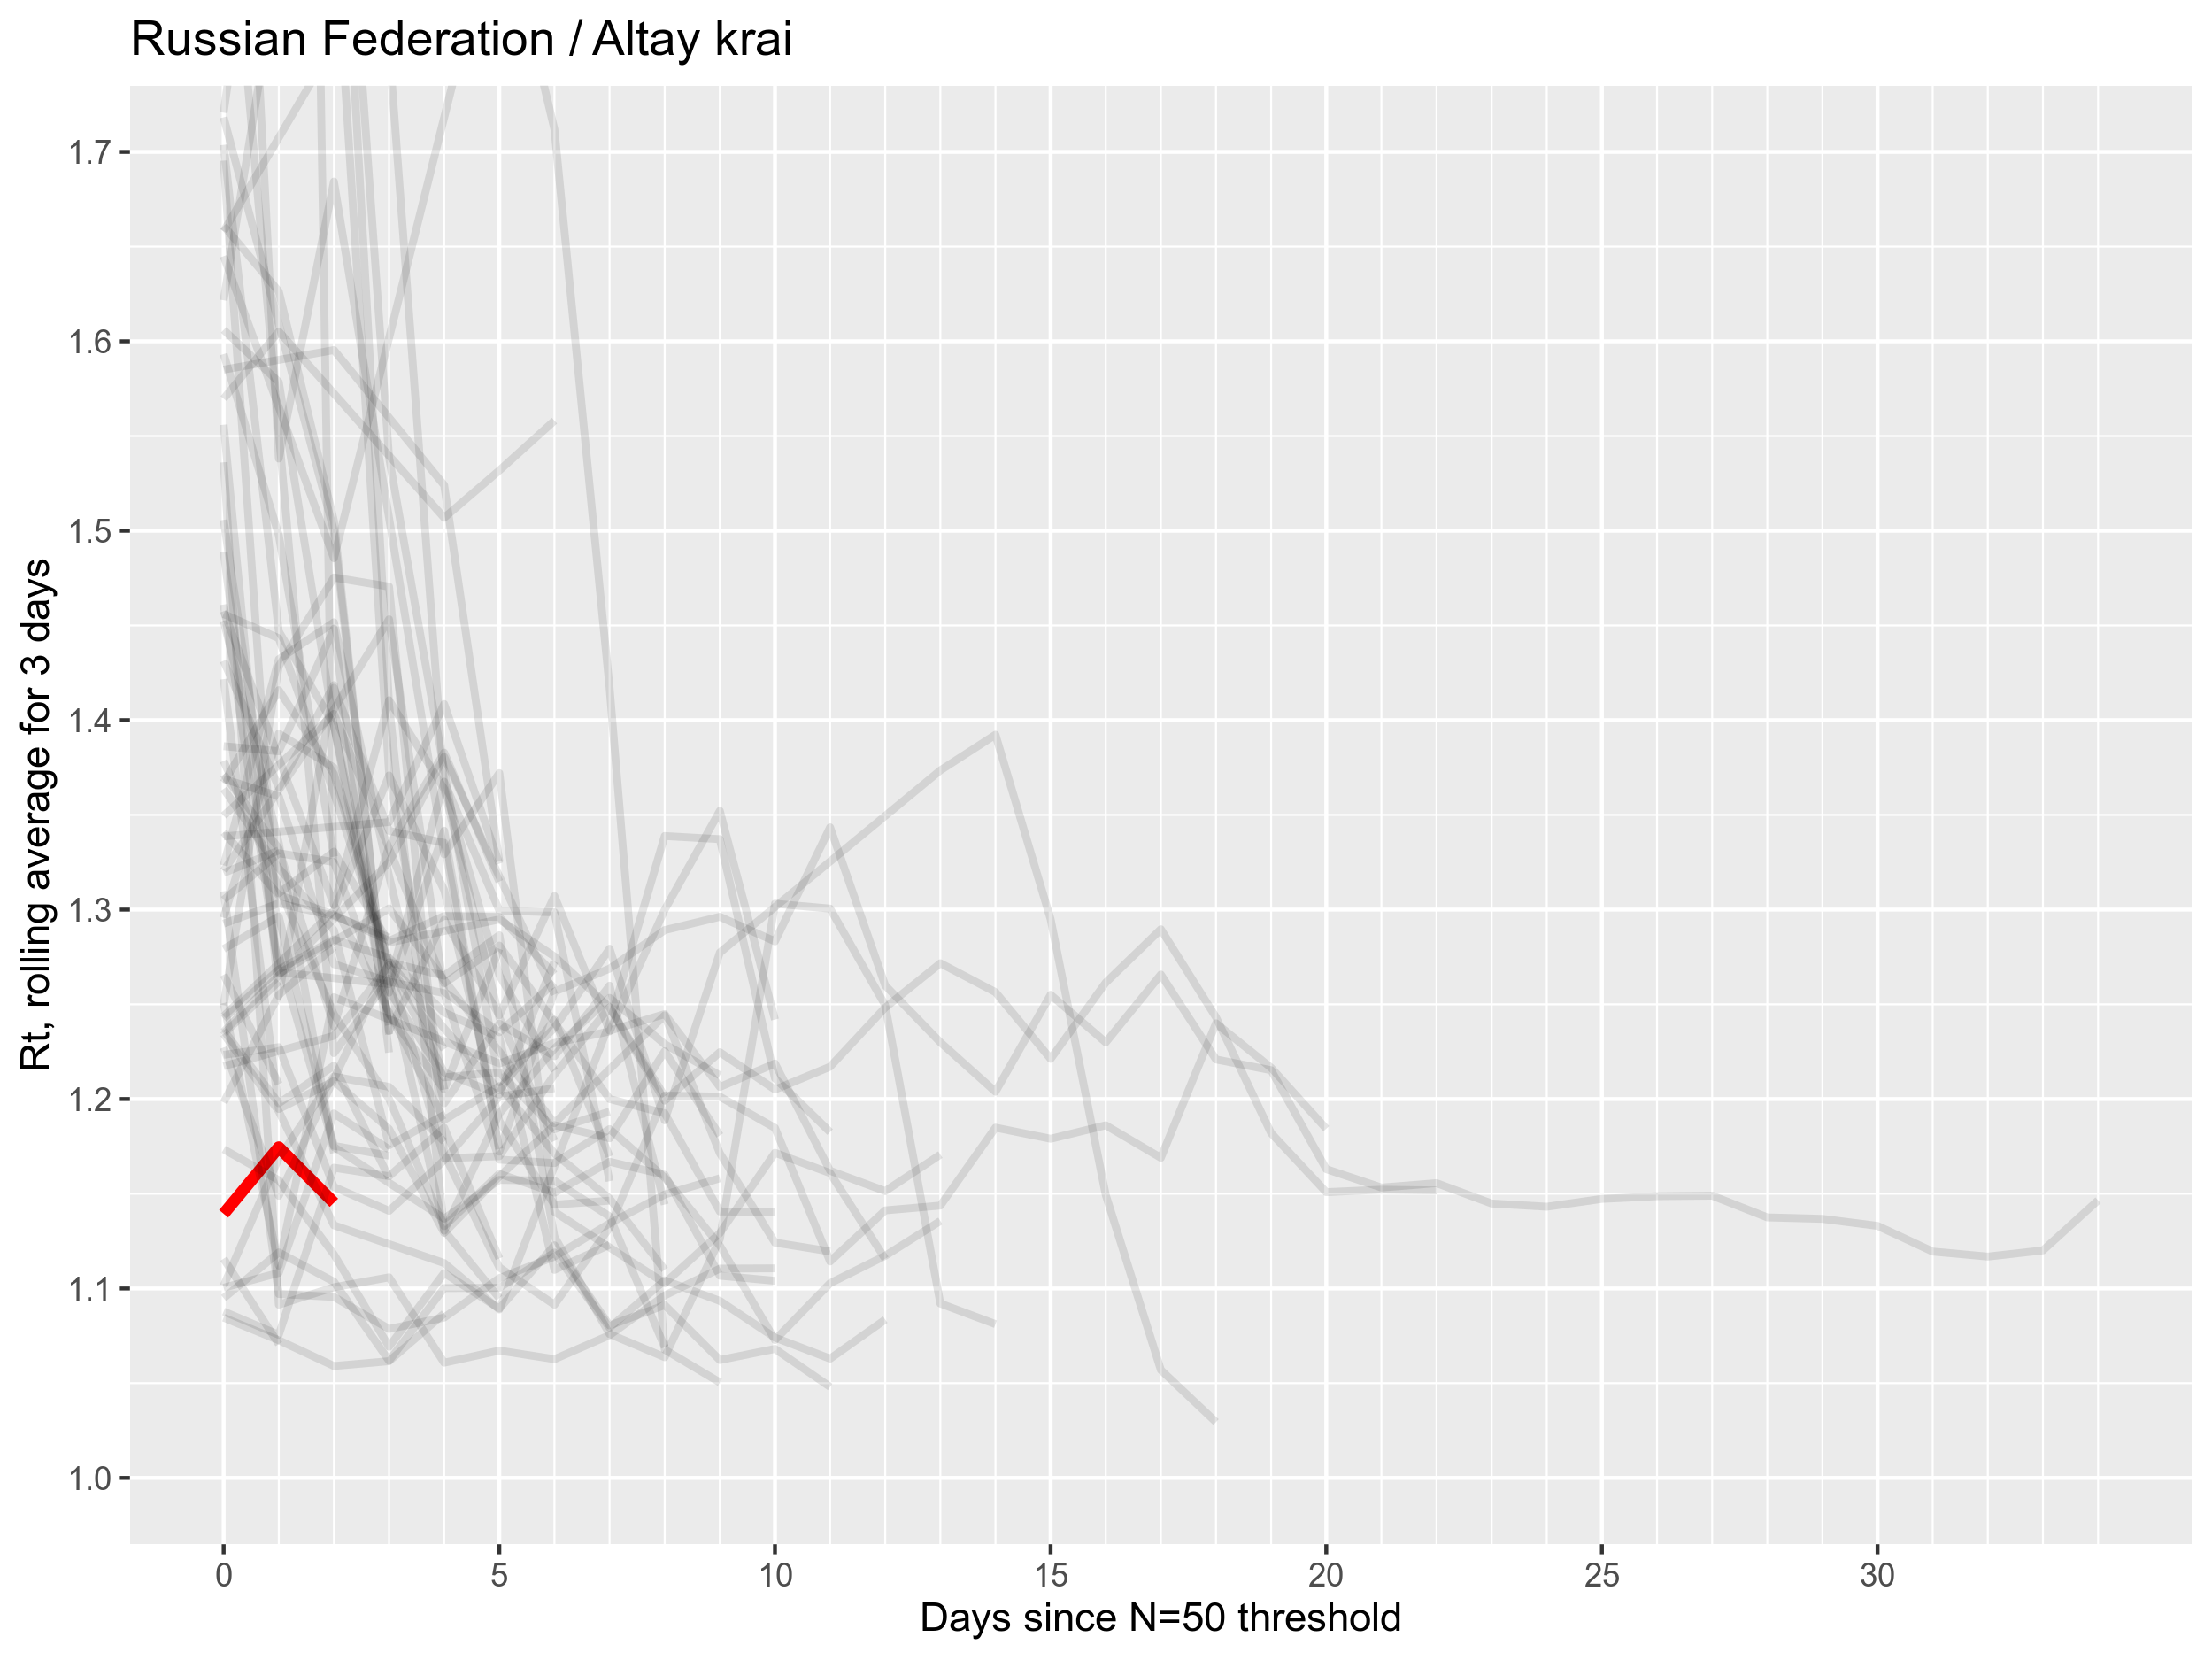 Russian Federation / Altay krai
Rt, rolling average for 3 days
1.7
1.6
1.5
1.4
1.3
1.2
1.1
1.0
0 5 10 15 20 25 30
Days since N=50 threshold